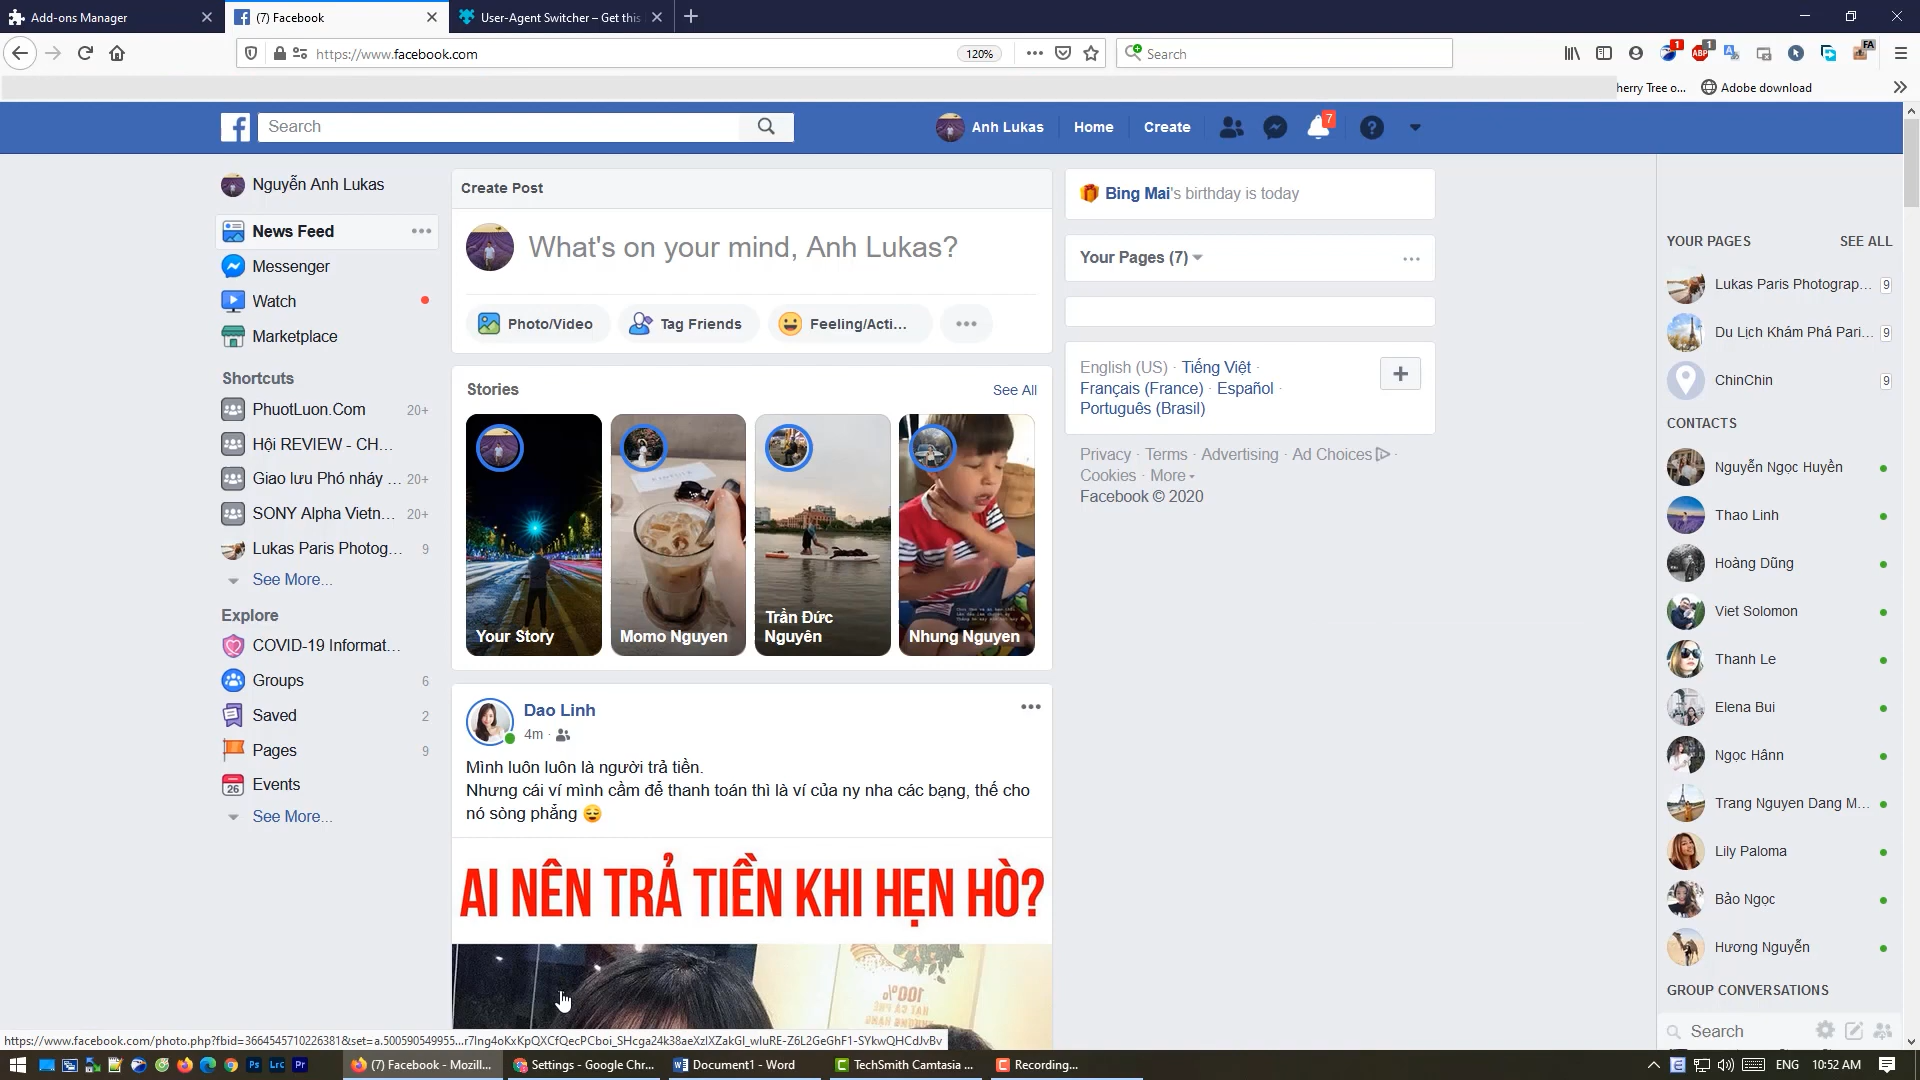 Add-ons Manager
(7) Facebook
User-Agent Switcher – Get this
https://www.facebook.com
120%
Search
1
ABP
1
FA
herry Tree o...
Adobe download
Search
Anh Lukas
Home
Create
7
Nguyễn Anh Lukas
News Feed
Messenger
Watch
Marketplace
Shortcuts
PhuotLuon.Com 20+
Hội REVIEW - CH...
Giao lưu Phó nháy ... 20+
SONY Alpha Vietn... 20+
Lukas Paris Photog... 9
See More...
Explore
COVID-19 Informat...
Groups 6
Saved 2
Pages 9
26 Events
See More...
Create Post
What's on your mind, Anh Lukas?
Photo/Video
Tag Friends
Feeling/Acti...
Stories
See All
Your Story
Momo Nguyen
Trần Đức
Nguyên
Nhung Nguyen
Dao Linh
4m ·
Mình luôn luôn là người trả tiền.
Nhưng cái ví mình cầm để thanh toán thì là ví của ny nha các bạng, thế cho
nó sòng phẳng 😌
AI NÊN TRẢ TIỀN KHI HẸN HÒ?
100%
Bing Mai's birthday is today
Your Pages (7)
English (US) · Tiếng Việt ·
Français (France) · Español ·
Português (Brasil)
Privacy · Terms · Advertising · Ad Choices ·
Cookies · More
Facebook © 2020
YOUR PAGES
SEE ALL
Lukas Paris Photograp... 9
Du Lịch Khám Phá Pari... 9
ChinChin 9
CONTACTS
Nguyễn Ngọc Huyền
Thao Linh
Hoàng Dũng
Viet Solomon
Thanh Le
Elena Bui
Ngọc Hânn
Trang Nguyen Dang M...
Lily Paloma
Bảo Ngọc
Hương Nguyễn
GROUP CONVERSATIONS
Search
(7) Facebook - Mozill...
Settings - Google Chr...
Document1 - Word
TechSmith Camtasia ...
Recording...
Ps
Lrc
Pr
ENG
10:52 AM